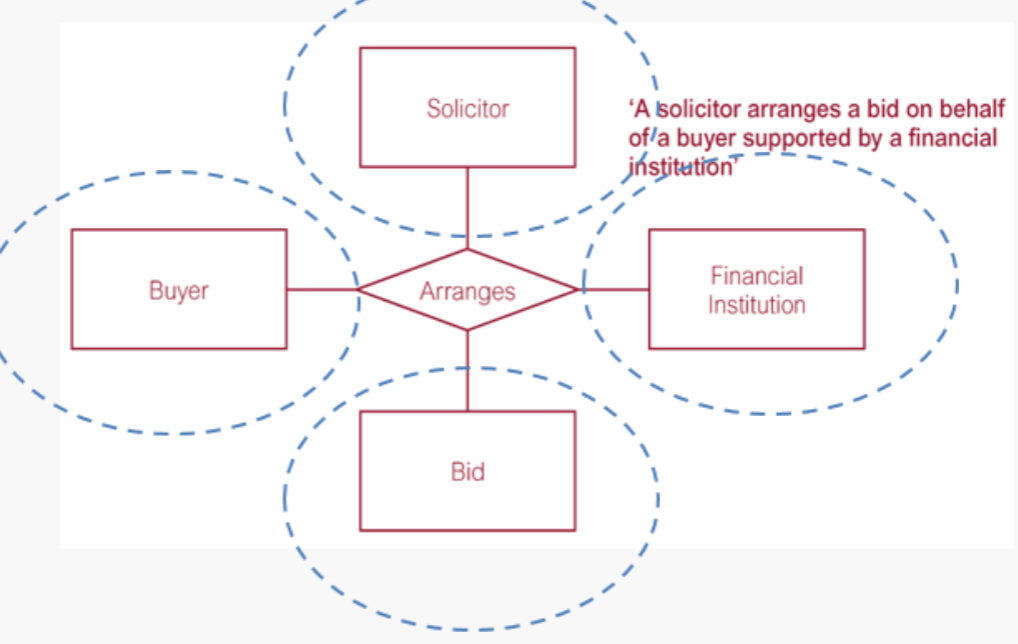 Solicitor
‘A solicitor arranges a bid on behalf
of a buyer supported by a financial
institution’
Buyer
Arranges
Financial
Institution
Bid